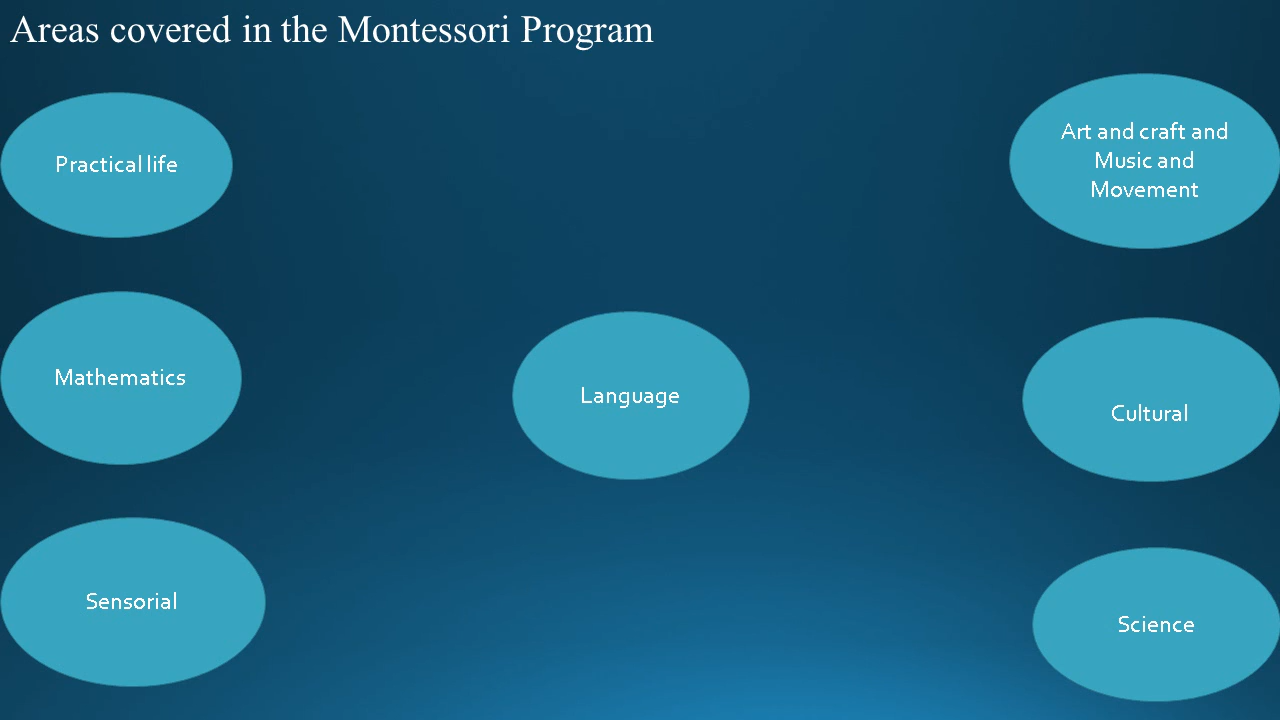 Areas covered in the Montessori Program
Practical life
Mathematics
Sensorial
Language
Art and craft and
Music and
Movement
Cultural
Science